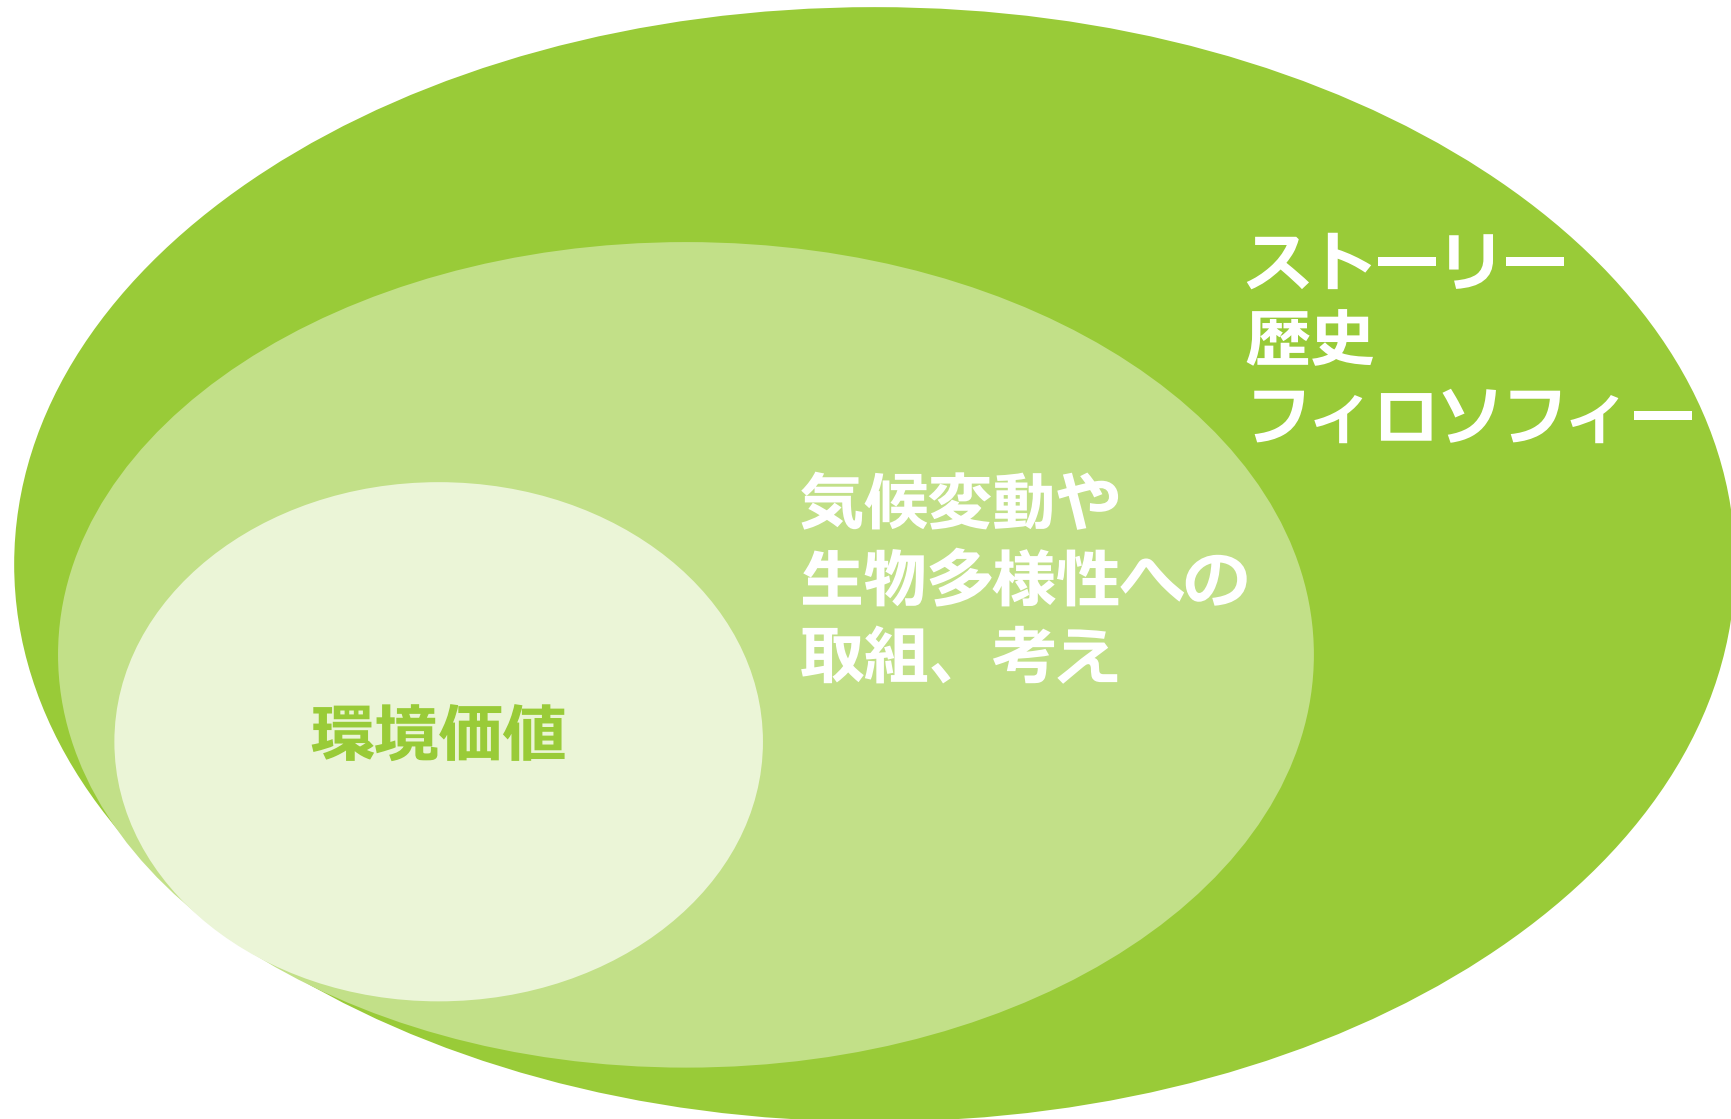 ストーリー
歴史
フィロソフィー
気候変動や
生物多様性への
取組、考え
環境価値